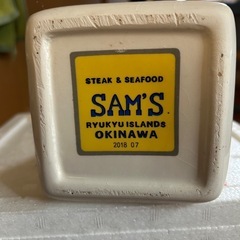 STEAK & SEAFOOD
SAM'S
RYUKYU ISLANDS
OKINAWA
2018 07